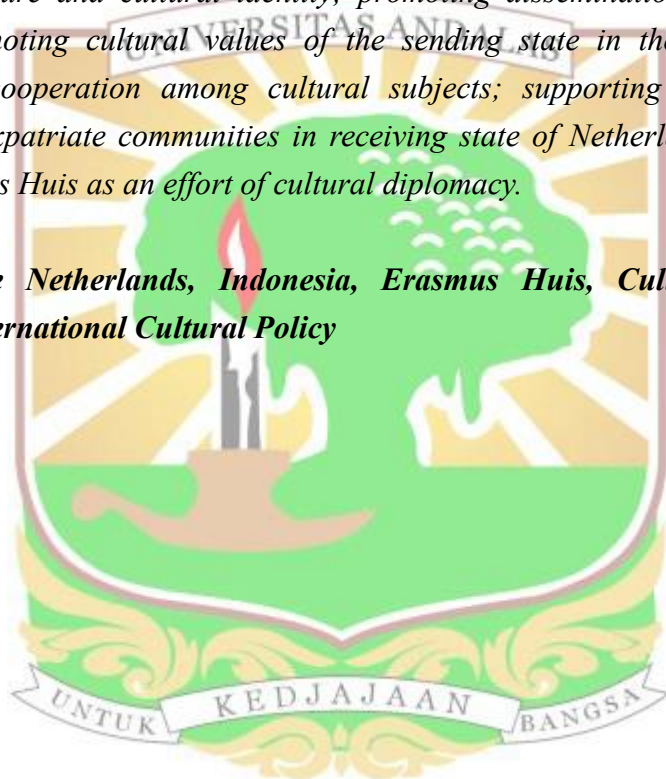 ure and cultural identity; promoting dissemination
UNIVERSITAS ANDALAS
noting cultural values of the sending state in the
ooperation among cultural subjects; supporting
xpatriate communities in receiving state of Netherla
s Huis as an effort of cultural diplomacy.
e Netherlands, Indonesia, Erasmus Huis, Cul
ernational Cultural Policy
UNTUK KEDJAJAAN BANGSA